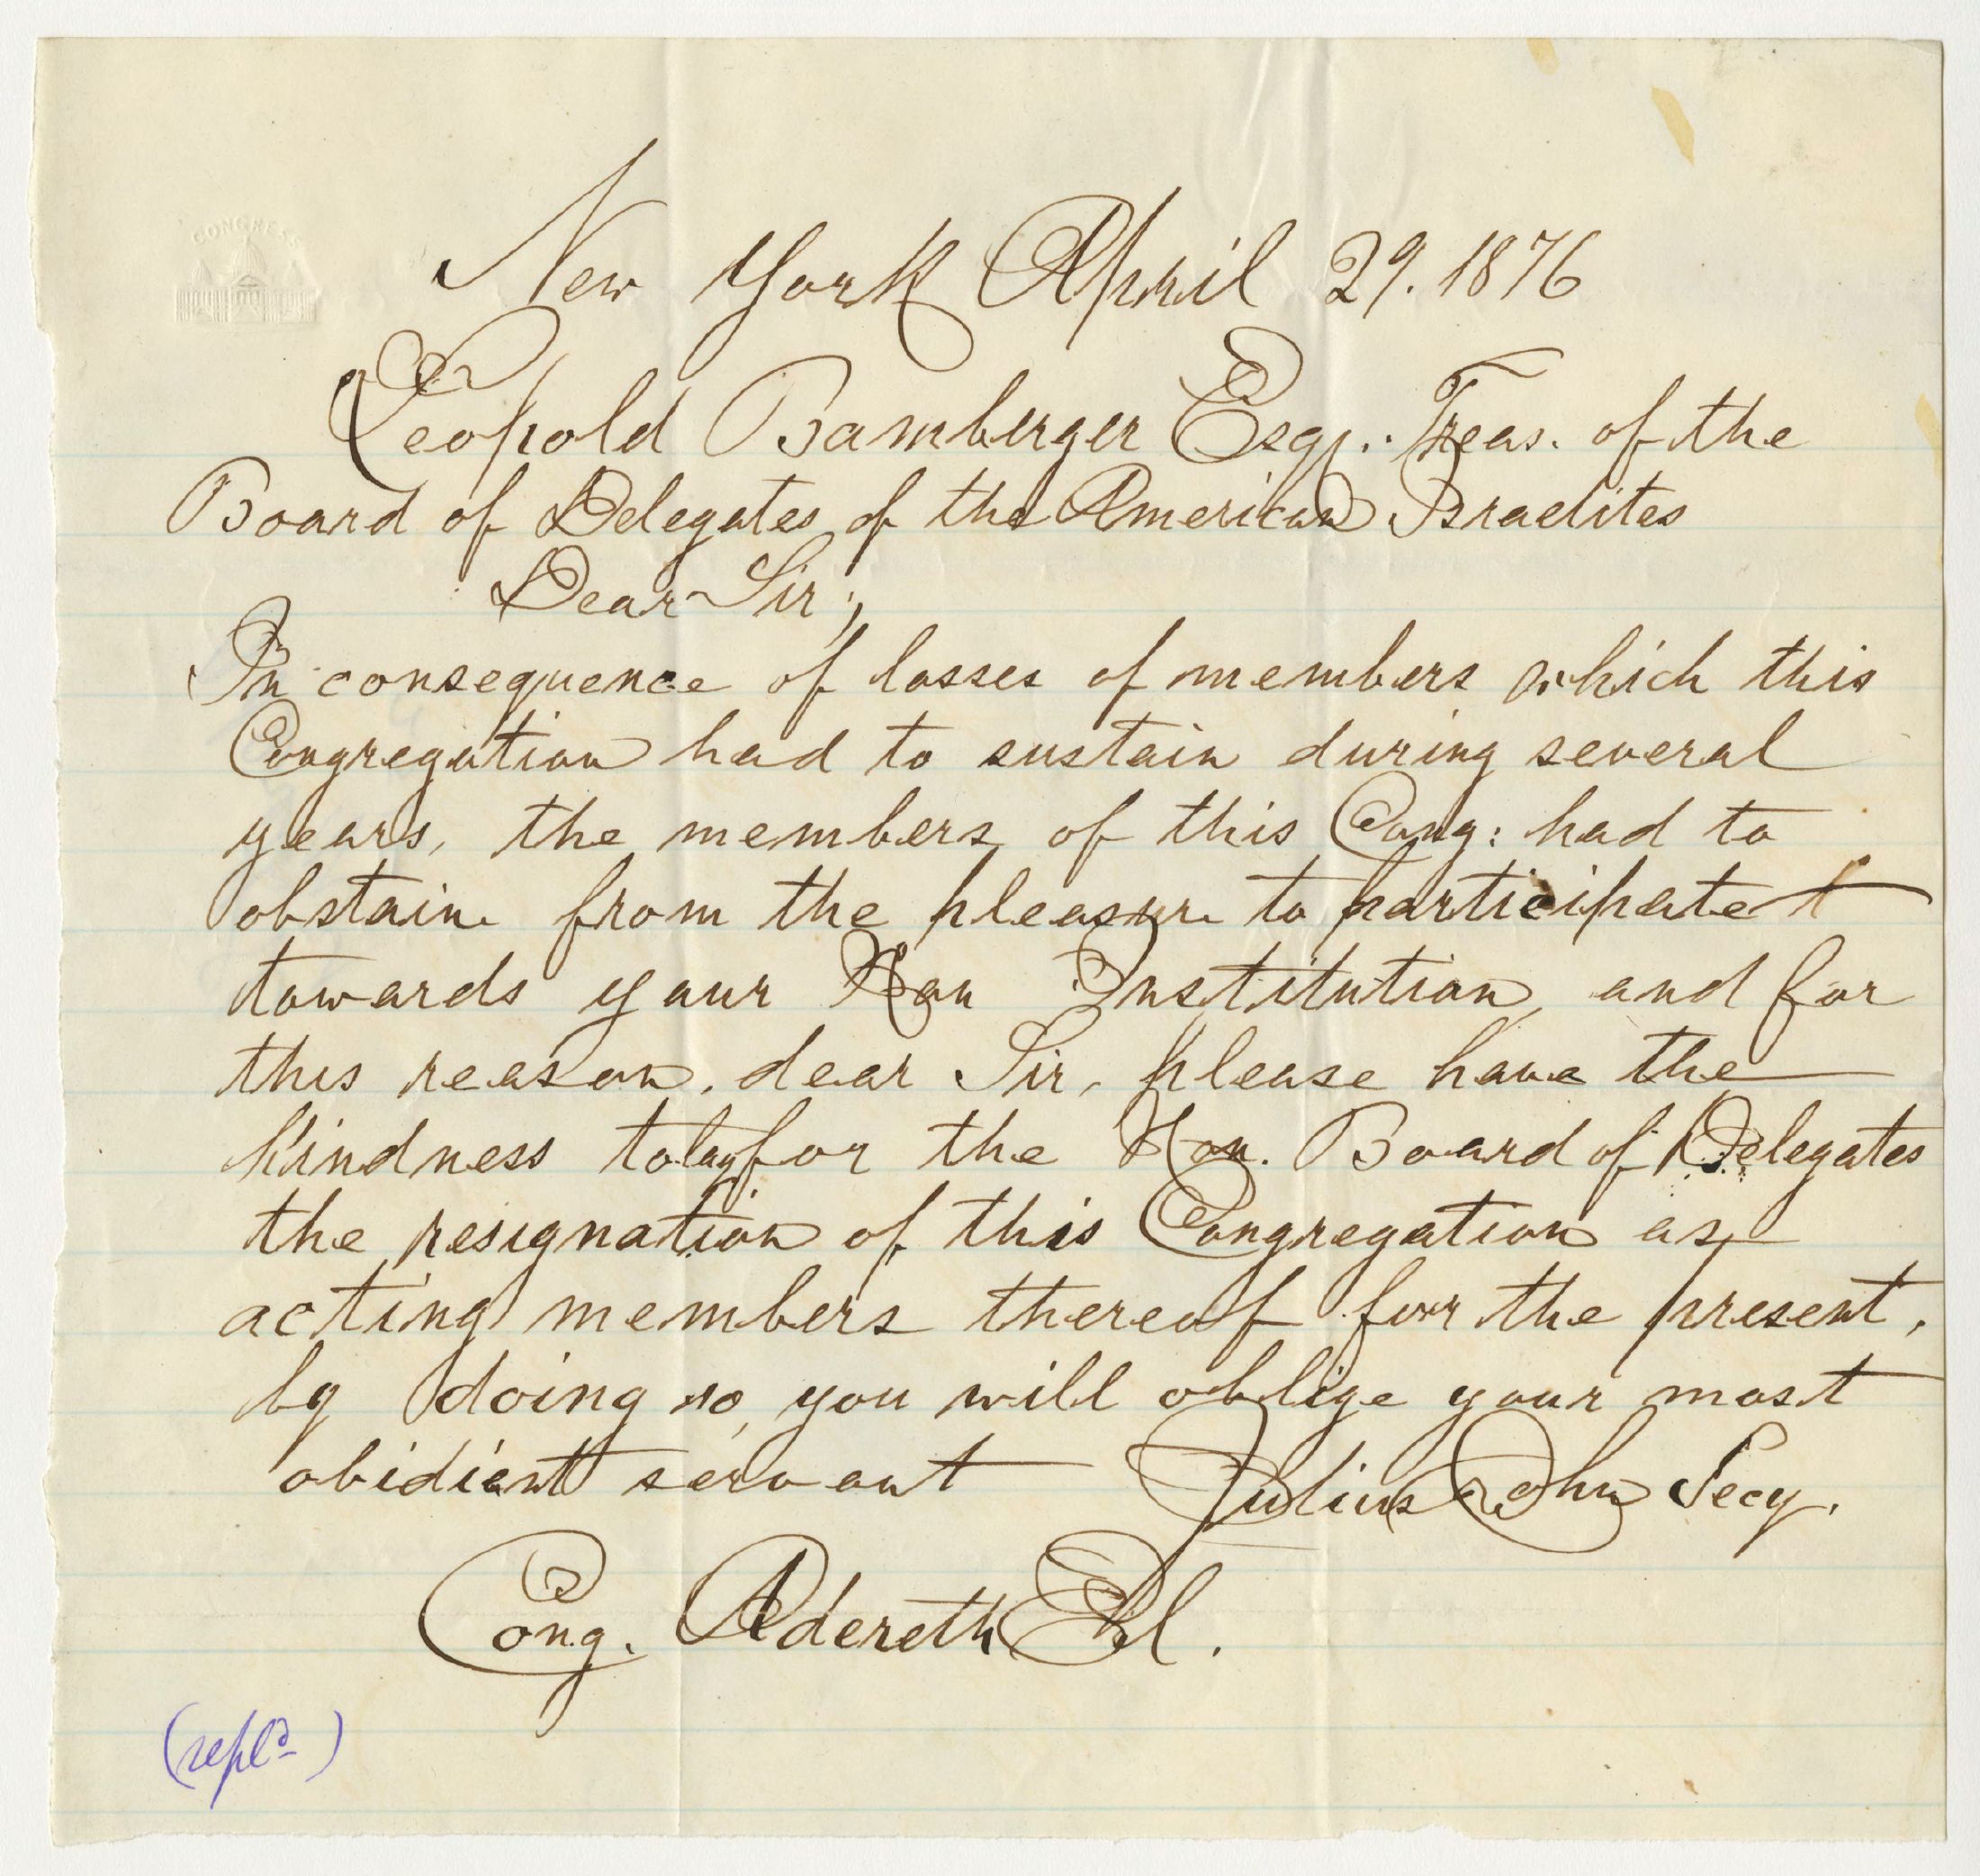 CONGRESS
New York April 29. 1876
Leopold Bamberger Esq. Treas. of the
Board of Delegates of the American Israelites
Dear Sir;
In consequence of losses of members which this
Congregation had to sustain during several
years, the members of this Cong: had to
obstain from the pleasure to participate
towards your Hon Institution, and for
this reason, dear Sir, please have the
kindness to lay for the Hon. Board of Delegates
the resignation of this Congregation as
acting members thereof for the present,
by doing so, you will oblige your most
obidient servant Julius John Secy.
Cong. Adereth El.
(repld)